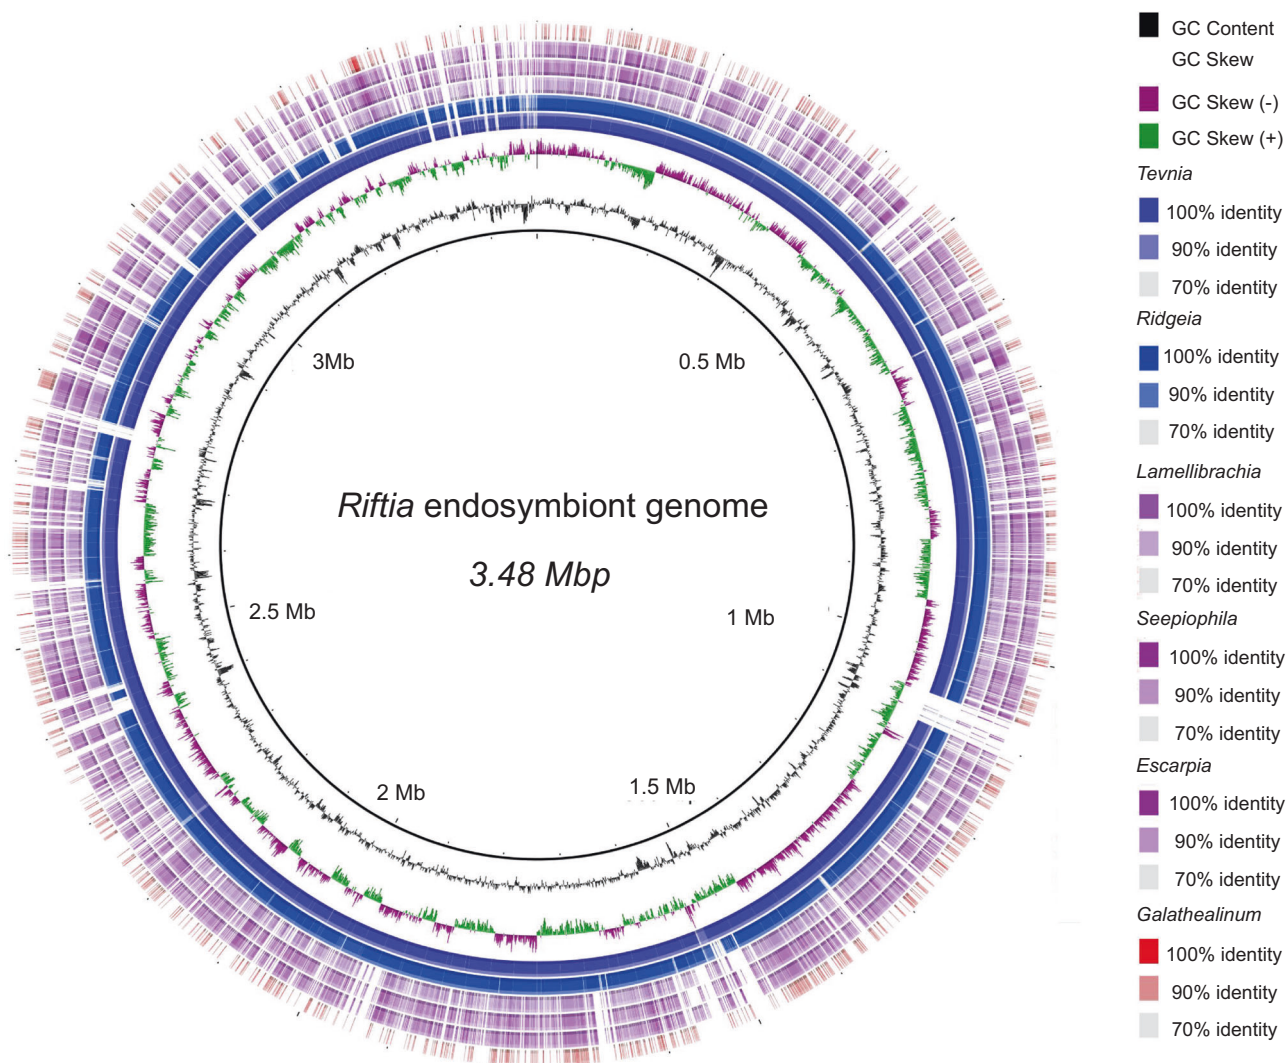 3Mb
0.5 Mb
Riftia endosymbiont genome
3.48 Mbp
2.5 Mb
1 Mb
2 Mb
1.5 Mb
GC Content
GC Skew
GC Skew (-)
GC Skew (+)
Tevnia
100% identity
90% identity
70% identity
Ridgeia
100% identity
90% identity
70% identity
Lamellibrachia
100% identity
90% identity
70% identity
Seepiophila
100% identity
90% identity
70% identity
Escarpia
100% identity
90% identity
70% identity
Galathealinum
100% identity
90% identity
70% identity